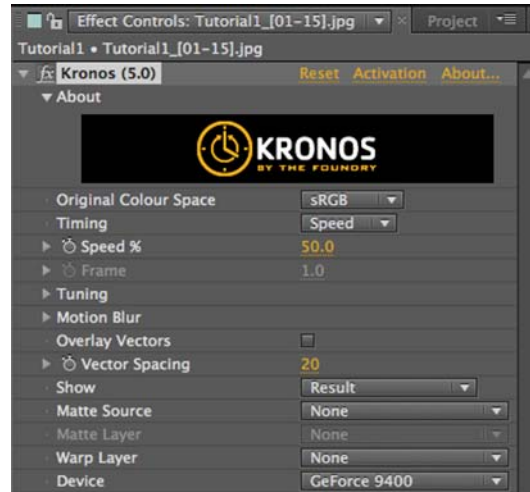 Effect Controls: Tutorial1_[01-15].jpg Project
Tutorial1 • Tutorial1_[01-15].jpg
fx Kronos (5.0) Reset Activation About...
About
KRONOS
BY THE FOUNDRY
Original Colour Space sRGB
Timing Speed
Speed % 50.0
Frame 1.0
Tuning
Motion Blur
Overlay Vectors
Vector Spacing 20
Show Result
Matte Source None
Matte Layer None
Warp Layer None
Device GeForce 9400